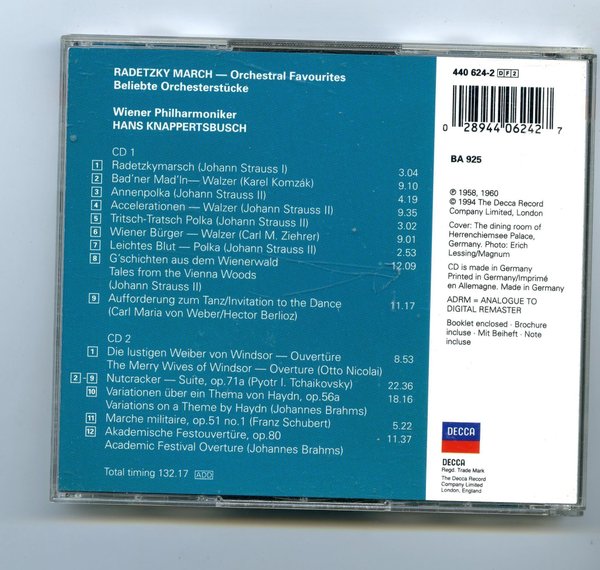 RADETZKY MARCH — Orchestral Favourites
Beliebte Orchesterstücke
Wiener Philharmoniker
HANS KNAPPERTSBUSCH
CD 1
1 Radetzkymarsch (Johann Strauss I) 3.04
2 Bad'ner Mad'ln— Walzer (Karel Komzák) 9.10
3 Annenpolka (Johann Strauss II) 4.19
4 Accelerationen — Walzer (Johann Strauss II) 9.35
5 Tritsch-Tratsch Polka (Johann Strauss II) 3.02
6 Wiener Bürger — Walzer (Carl M. Ziehrer) 9.01
7 Leichtes Blut — Polka (Johann Strauss II) 2.53
8 G'schichten aus dem Wienerwald 12.09
Tales from the Vienna Woods
(Johann Strauss II)
9 Aufforderung zum Tanz/Invitation to the Dance 11.17
(Carl Maria von Weber/Hector Berlioz)
CD 2
1 Die lustigen Weiber von Windsor — Ouvertüre 8.53
The Merry Wives of Windsor — Overture (Otto Nicolai)
2 - 9 Nutcracker — Suite, op.71a (Pyotr I. Tchaikovsky) 22.36
10 Variationen über ein Thema von Haydn, op.56a 18.16
Variations on a Theme by Haydn (Johannes Brahms)
11 Marche militaire, op.51 no.1 (Franz Schubert) 5.22
12 Akademische Festouvertüre, op.80 11.37
Academic Festival Overture (Johannes Brahms)
Total timing 132.17 ADD
440 624-2 DF2
0 28944 06242 7
BA 925
℗ 1958, 1960
© 1994 The Decca Record
Company Limited, London
Cover: The dining room of
Herrenchiemsee Palace,
Germany. Photo: Erich
Lessing/Magnum
CD is made in Germany
Printed in Germany/Imprimé
en Allemagne. Made in Germany
ADRM = ANALOGUE TO
DIGITAL REMASTER
Booklet enclosed · Brochure
incluse · Mit Beiheft · Note
incluse
DECCA
DECCA
Regd. Trade Mark
The Decca Record
Company Limited
London, England